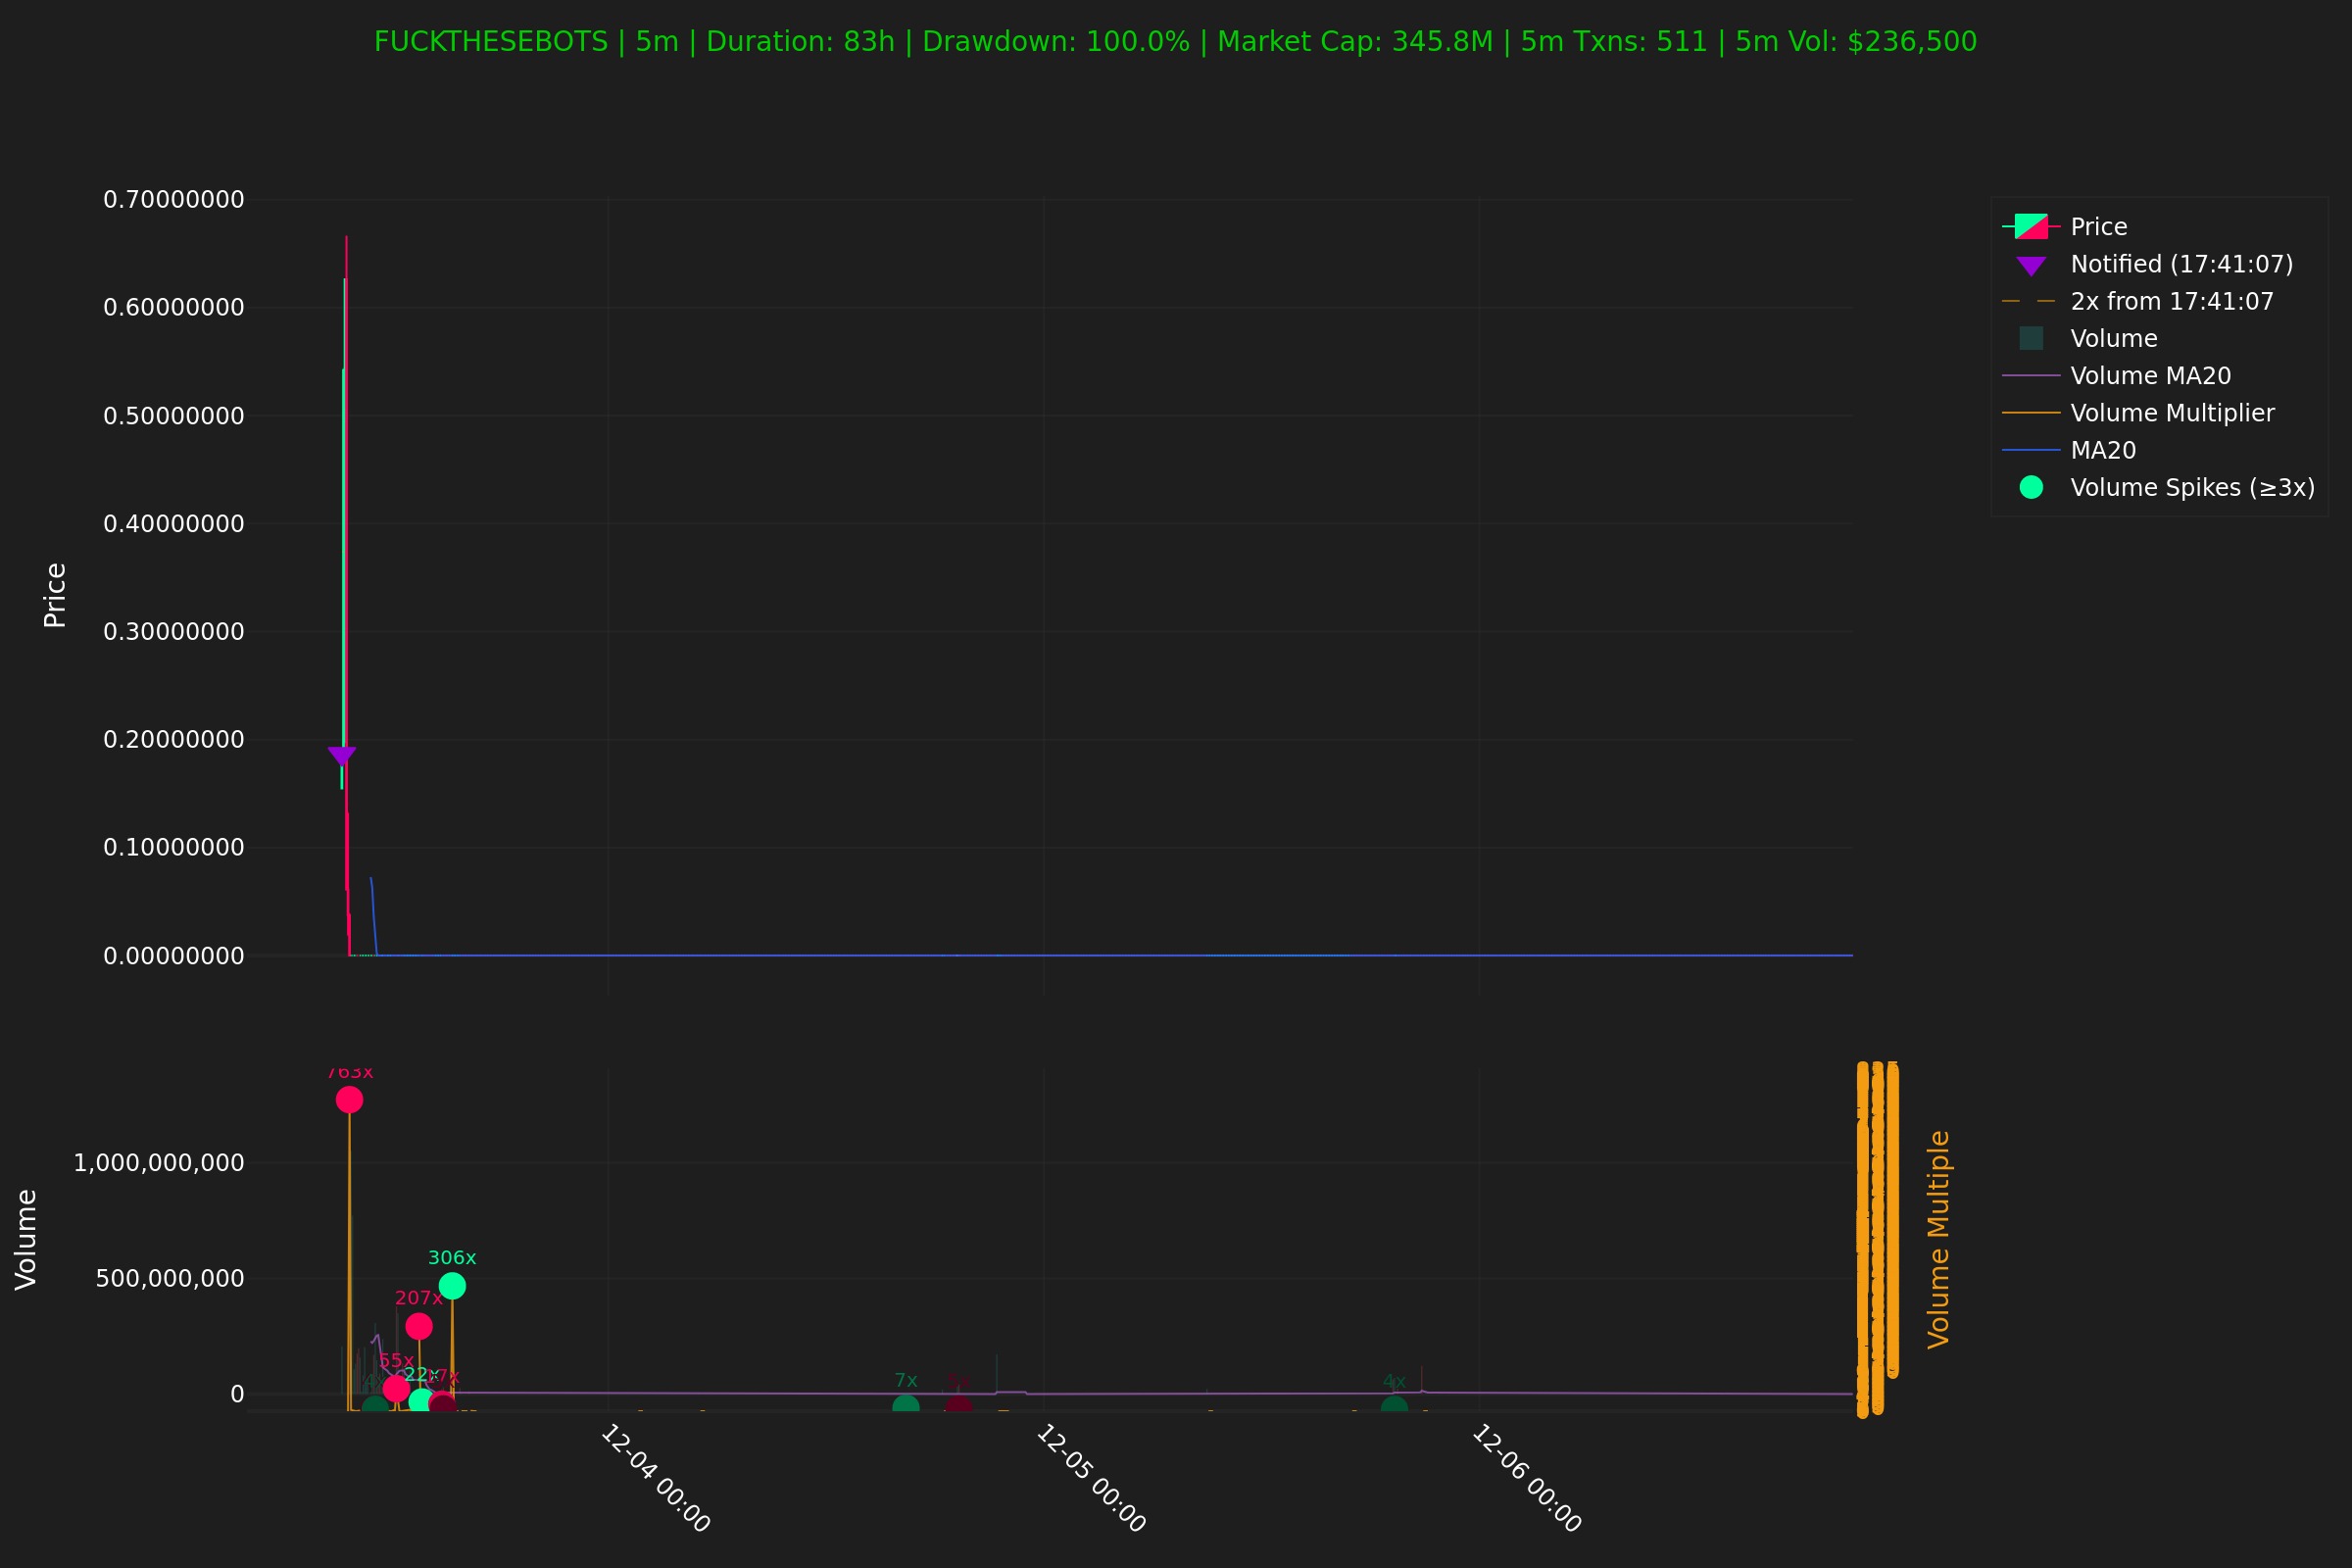 FUCKTHESEBOTS | 5m | Duration: 83h | Drawdown: 100.0% | Market Cap: 345.8M | 5m Txns: 511 | 5m Vol: $236,500
0.70000000
0.60000000
0.50000000
0.40000000
0.30000000
0.20000000
0.10000000
0.00000000
Price
Price
Notified (17:41:07)
2x from 17:41:07
Volume
Volume MA20
Volume Multiplier
MA20
Volume Spikes (≥3x)
763x
1,000,000,000
500,000,000
0
Volume
306x
207x
55x
22x
7x
4x
Volume Multiple
12-04 00:00
12-05 00:00
12-06 00:00